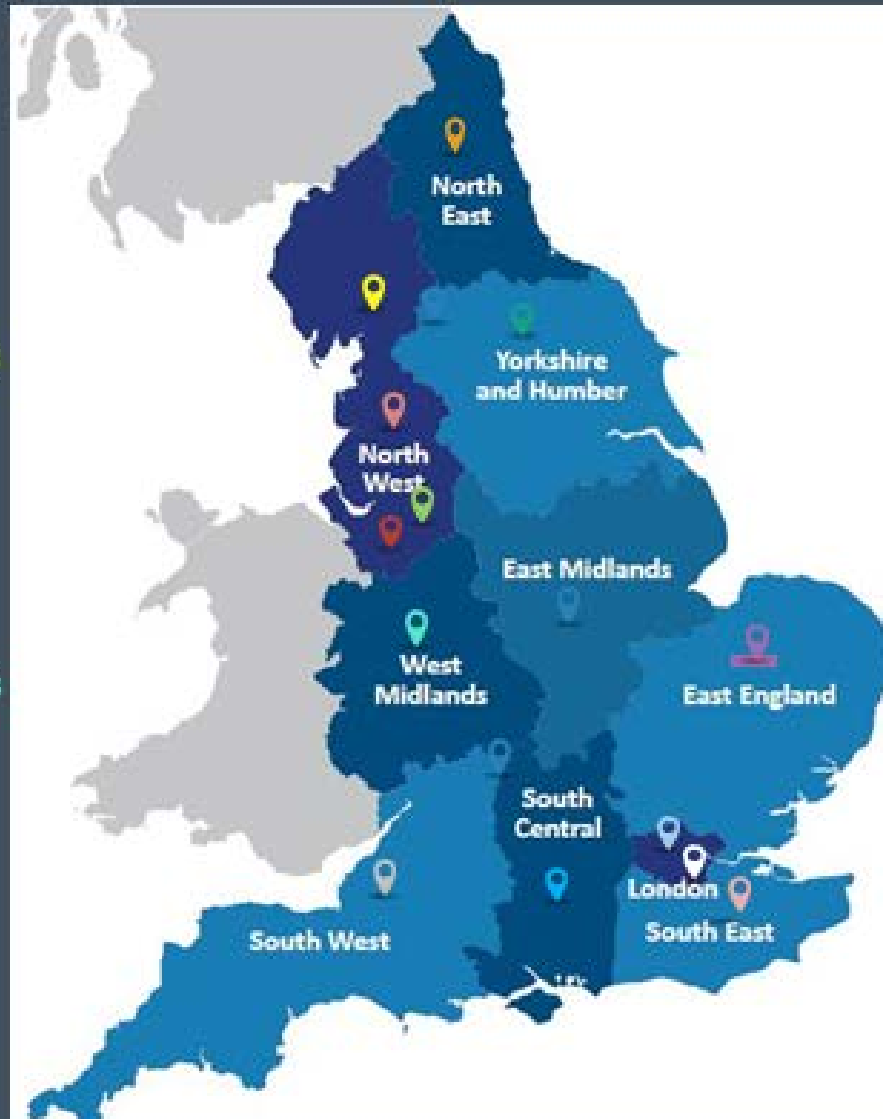 North
East
Yorkshire
and Humber
North
West
East Midlands
West
Midlands
East England
South
Central
London
South East
South West